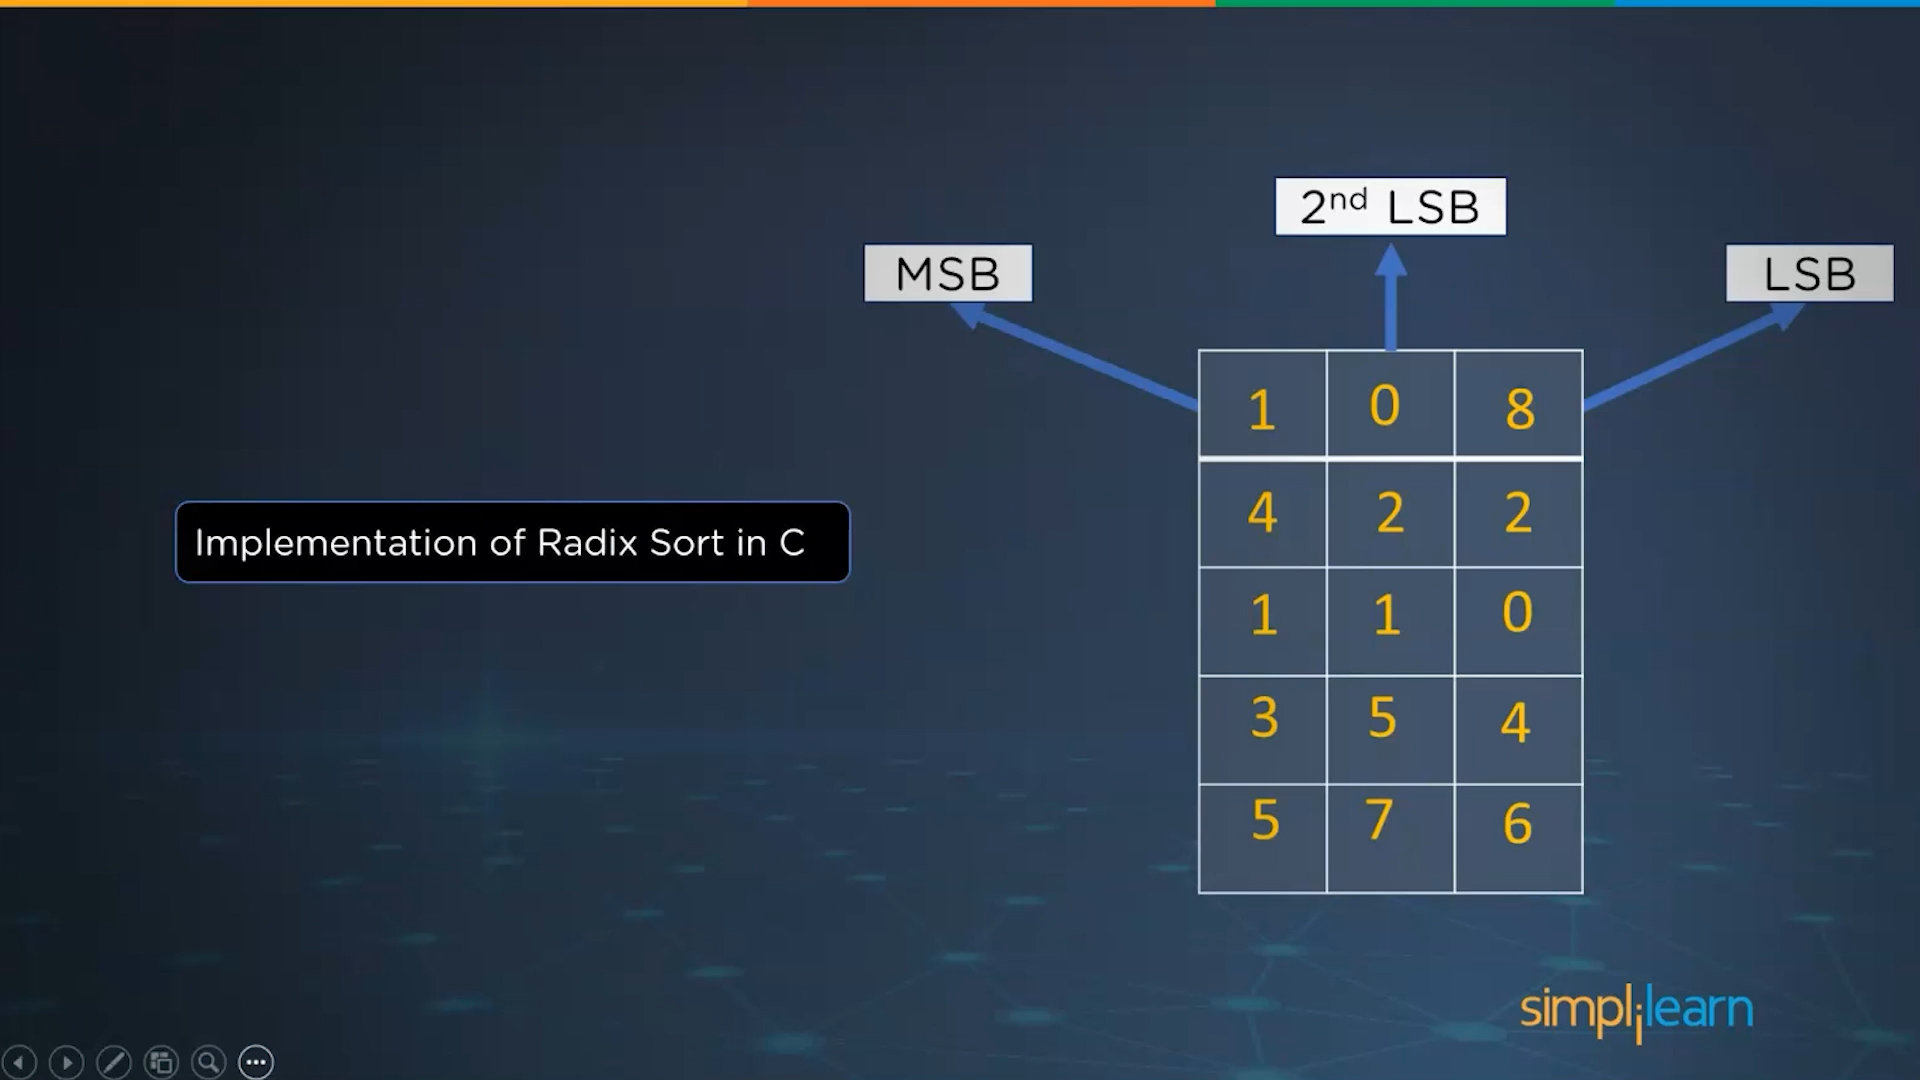 2nd LSB
MSB
LSB
1 0 8
4 2 2
Implementation of Radix Sort in C
1 1 0
3 5 4
5 7 6
simplilearn